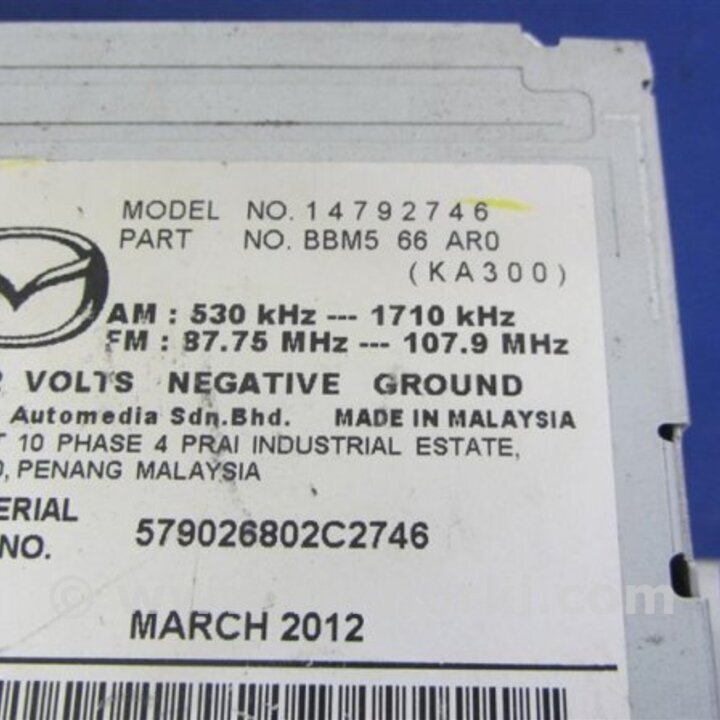 MODEL NO. 14792746
PART NO. BBM5 66 AR0
(KA300)
AM : 530 kHz --- 1710 kHz
FM : 87.75 MHz --- 107.9 MHz
VOLTS NEGATIVE GROUND
Automedia Sdn.Bhd. MADE IN MALAYSIA
10 PHASE 4 PRAI INDUSTRIAL ESTATE,
PENANG MALAYSIA
ERIAL
NO. 579026802C2746
MARCH 2012